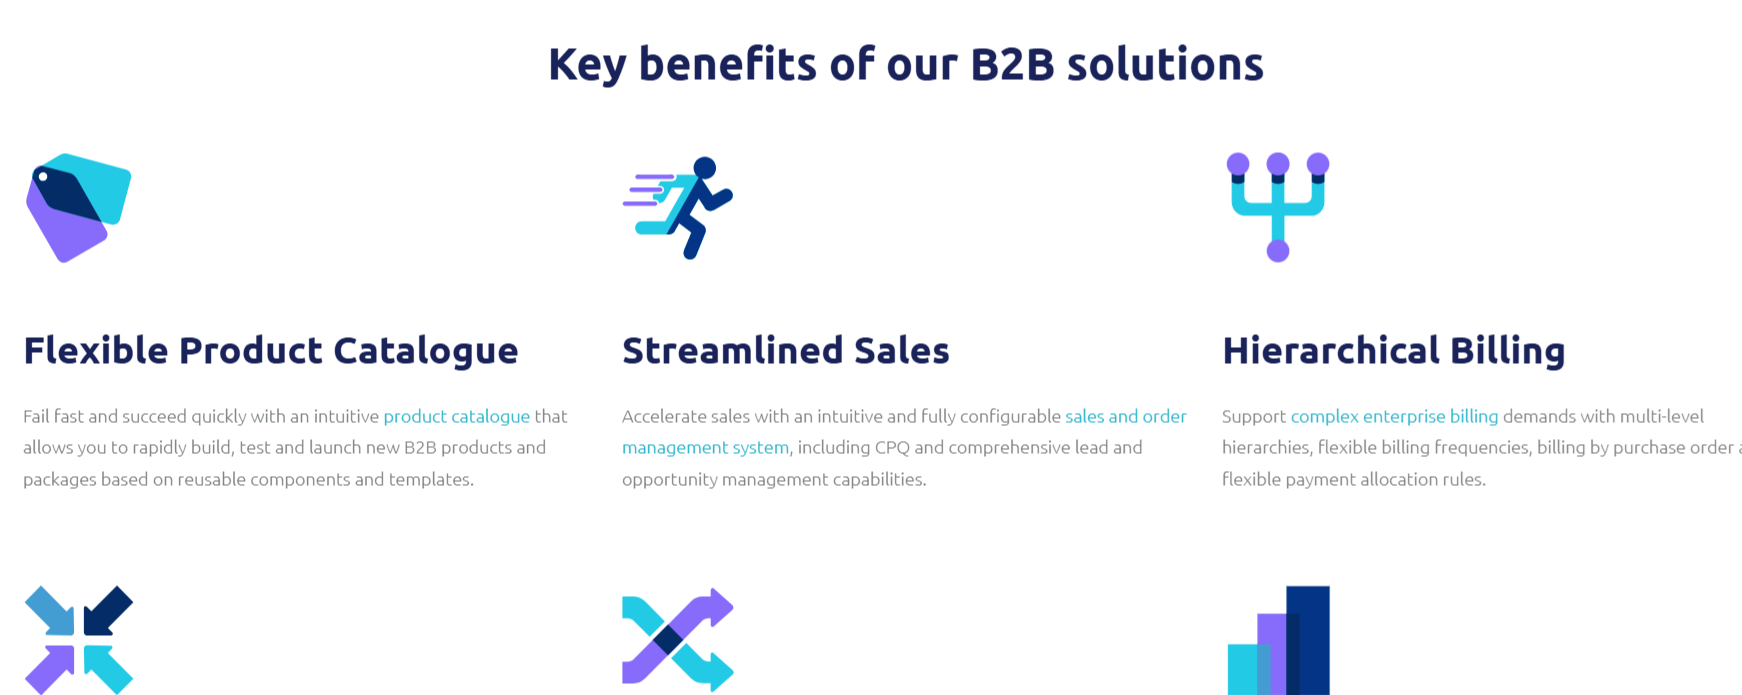 Key benefits of our B2B solutions
Flexible Product Catalogue
Fail fast and succeed quickly with an intuitive product catalogue that
allows you to rapidly build, test and launch new B2B products and
packages based on reusable components and templates.
Streamlined Sales
Accelerate sales with an intuitive and fully configurable sales and order
management system, including CPQ and comprehensive lead and
opportunity management capabilities.
Hierarchical Billing
Support complex enterprise billing demands with multi-level
hierarchies, flexible billing frequencies, billing by purchase order
flexible payment allocation rules.